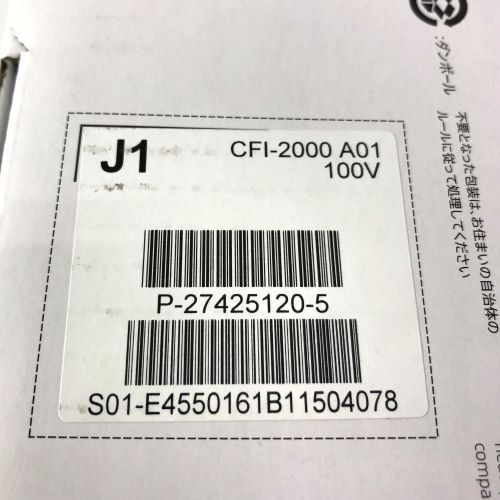 J1
CFI-2000 A01
100V
P-27425120-5
S01-E4550161B11504078
:ダンボール
不要となった包装は、お住まいの自治体の
ルールに従って処理してください
compa